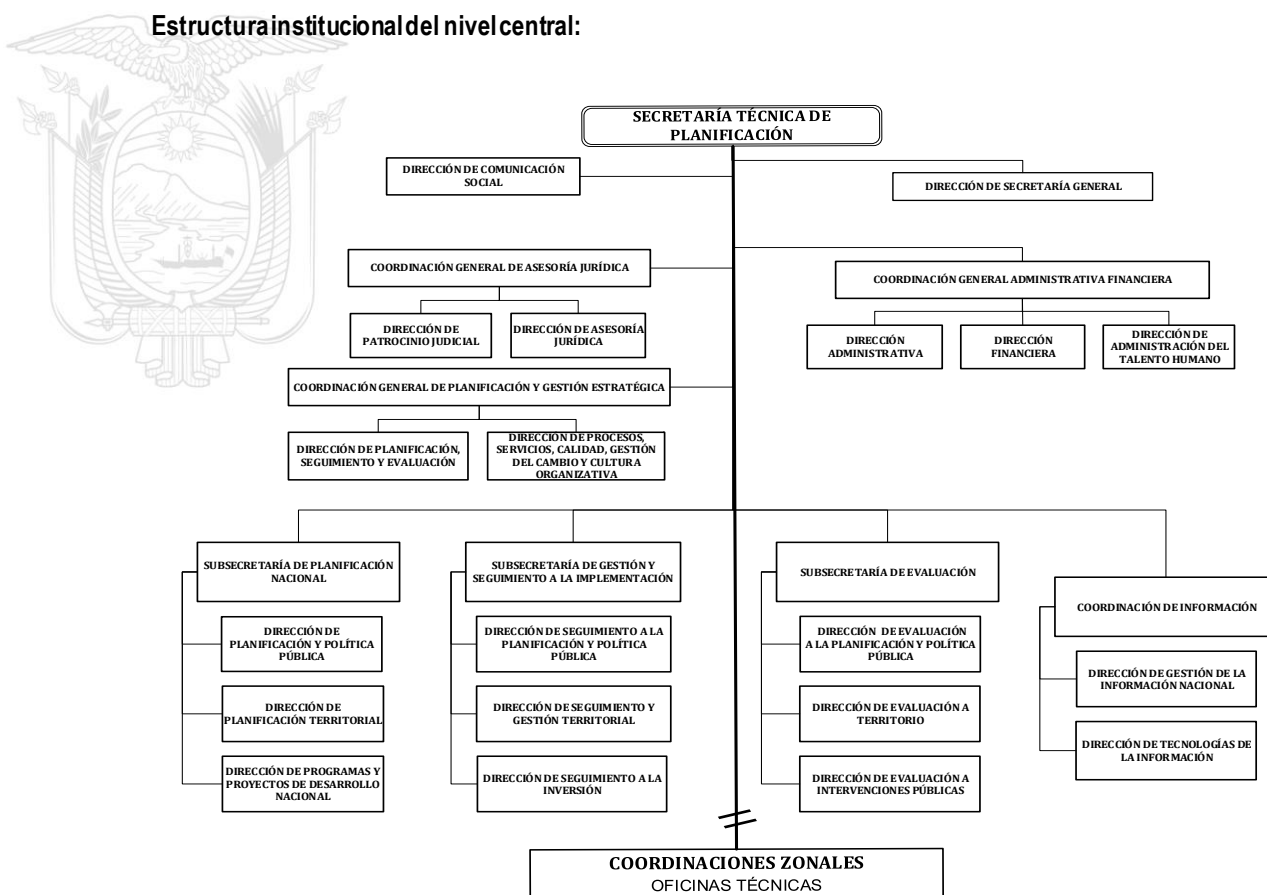 Estructura institucional del nivel central:
SECRETARÍA TÉCNICA DE
PLANIFICACIÓN
DIRECCIÓN DE COMUNICACIÓN
SOCIAL
DIRECCIÓN DE SECRETARÍA GENERAL
COORDINACIÓN GENERAL DE ASESORÍA JURÍDICA
COORDINACIÓN GENERAL ADMINISTRATIVA FINANCIERA
DIRECCIÓN DE
PATROCINIO JUDICIAL
DIRECCIÓN DE ASESORÍA
JURÍDICA
DIRECCIÓN
ADMINISTRATIVA
DIRECCIÓN
FINANCIERA
DIRECCIÓN DE
ADMINISTRACIÓN DEL
TALENTO HUMANO
COORDINACIÓN GENERAL DE PLANIFICACIÓN Y GESTIÓN ESTRATÉGICA
DIRECCIÓN DE PLANIFICACIÓN,
SEGUIMIENTO Y EVALUACIÓN
DIRECCIÓN DE PROCESOS,
SERVICIOS, CALIDAD, GESTIÓN
DEL CAMBIO Y CULTURA
ORGANIZATIVA
SUBSECRETARÍA DE PLANIFICACIÓN
NACIONAL
DIRECCIÓN DE
PLANIFICACIÓN Y POLÍTICA
PÚBLICA
DIRECCIÓN DE
PLANIFICACIÓN TERRITORIAL
DIRECCIÓN DE PROGRAMAS Y
PROYECTOS DE DESARROLLO
NACIONAL
SUBSECRETARÍA DE GESTIÓN Y
SEGUIMIENTO A LA IMPLEMENTACIÓN
DIRECCIÓN DE SEGUIMIENTO A LA
PLANIFICACIÓN Y POLÍTICA
PÚBLICA
DIRECCIÓN DE SEGUIMIENTO Y
GESTIÓN TERRITORIAL
DIRECCIÓN DE SEGUIMIENTO A LA
INVERSIÓN
SUBSECRETARÍA DE EVALUACIÓN
DIRECCIÓN DE EVALUACIÓN
A LA PLANIFICACIÓN Y POLÍTICA
PÚBLICA
DIRECCIÓN DE EVALUACIÓN A
TERRITORIO
DIRECCIÓN DE EVALUACIÓN A
INTERVENCIONES PÚBLICAS
COORDINACIÓN DE INFORMACIÓN
DIRECCIÓN DE GESTIÓN DE LA
INFORMACIÓN NACIONAL
DIRECCIÓN DE TECNOLOGÍAS DE
LA INFORMACIÓN
COORDINACIONES ZONALES
OFICINAS TÉCNICAS